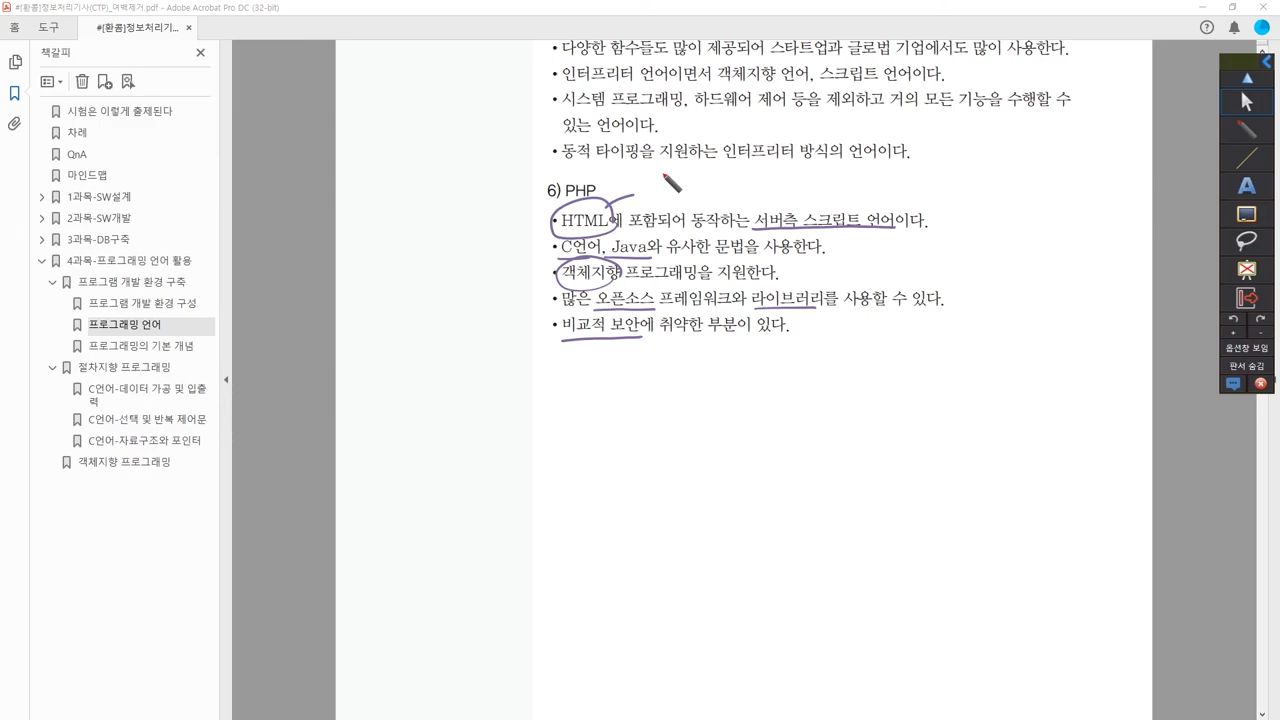 #[환콤]정보처리기사(CTP)_여백제거.pdf - Adobe Acrobat Pro DC (32-bit)
홈 도구 #[환콤]정보처리기... ×
책갈피
시험은 이렇게 출제된다
차례
QnA
마인드맵
1과목-SW설계
2과목-SW개발
3과목-DB구축
4과목-프로그래밍 언어 활용
프로그램 개발 환경 구축
프로그램 개발 환경 구성
프로그래밍 언어
프로그래밍의 기본 개념
절차지향 프로그래밍
C언어-데이터 가공 및 입출
력
C언어-선택 및 반복 제어문
C언어-자료구조와 포인터
객체지향 프로그래밍
• 다양한 함수들도 많이 제공되어 스타트업과 글로벌 기업에서도 많이 사용한다.
• 인터프리터 언어이면서 객체지향 언어, 스크립트 언어이다.
• 시스템 프로그래밍, 하드웨어 제어 등을 제외하고 거의 모든 기능을 수행할 수
있는 언어이다.
• 동적 타이핑을 지원하는 인터프리터 방식의 언어이다.
6) PHP
• HTML에 포함되어 동작하는 서버측 스크립트 언어이다.
• C언어, Java와 유사한 문법을 사용한다.
• 객체지향 프로그래밍을 지원한다.
• 많은 오픈소스 프레임워크와 라이브러리를 사용할 수 있다.
• 비교적 보안에 취약한 부분이 있다.
A
옵션창 보임
판서 숨김